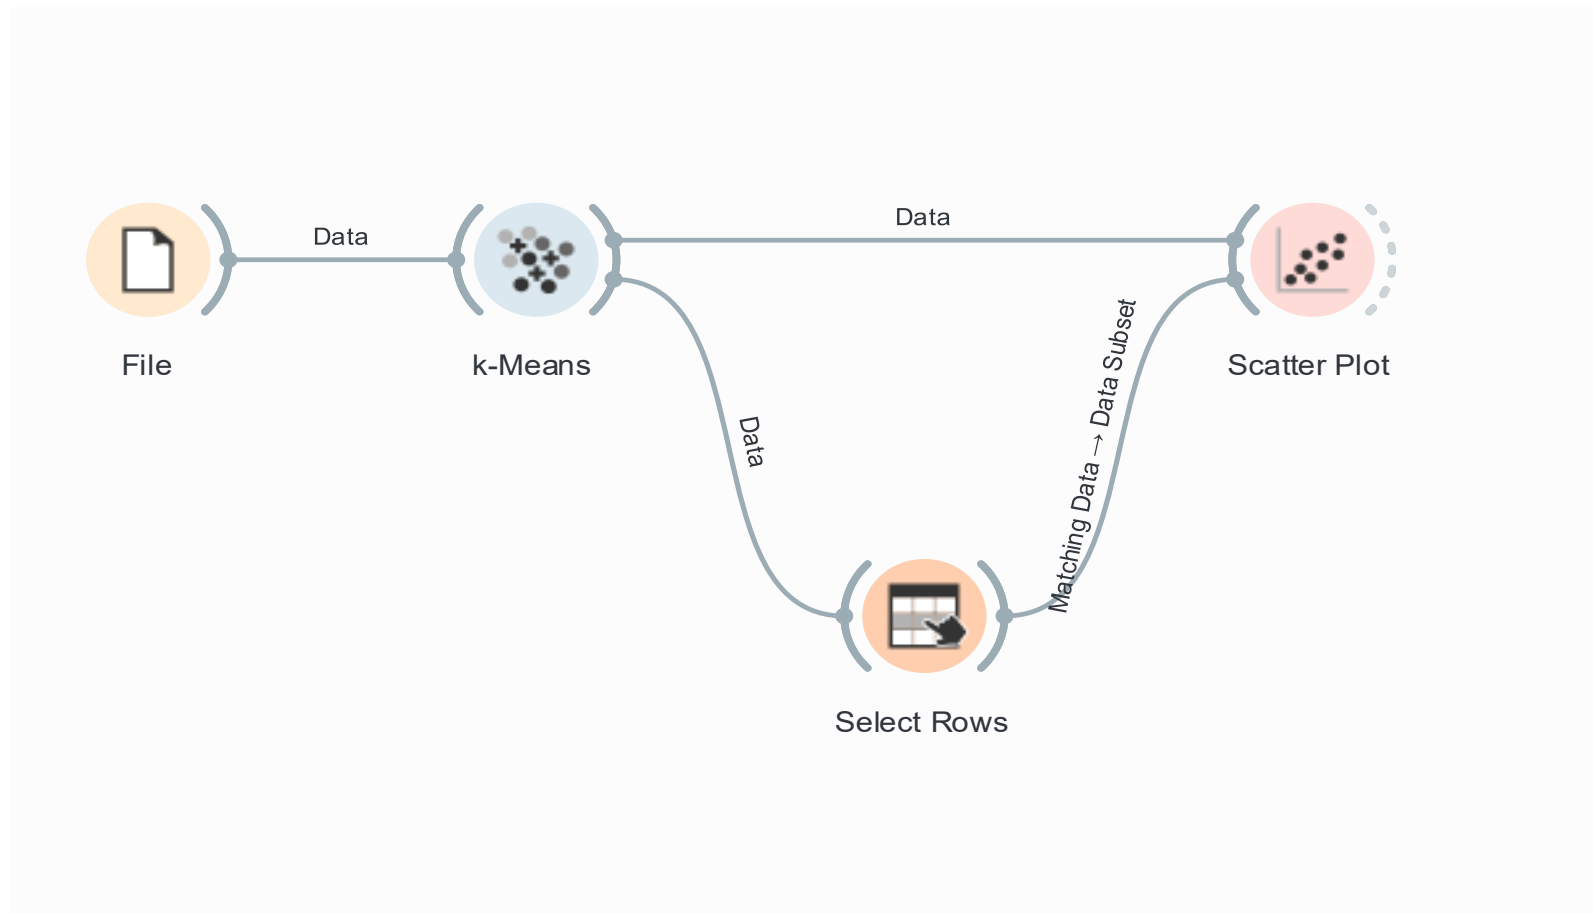 Data
Data
File
k-Means
Scatter Plot
Data
Matching Data → Data Subset
Select Rows